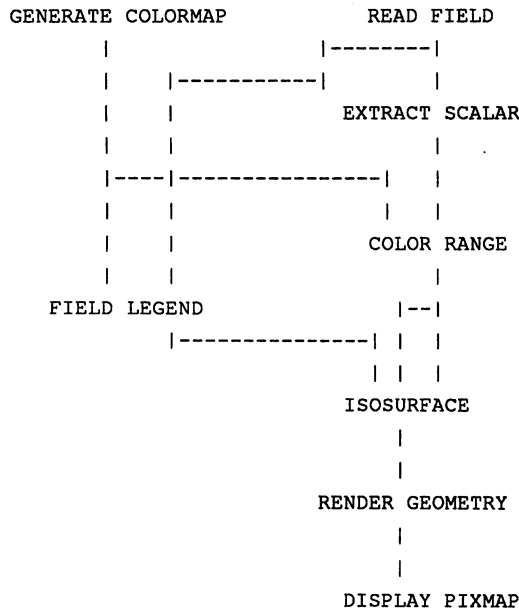 GENERATE COLORMAP READ FIELD
EXTRACT SCALAR
COLOR RANGE
FIELD LEGEND
ISOSURFACE
RENDER GEOMETRY
DISPLAY PIXMAP